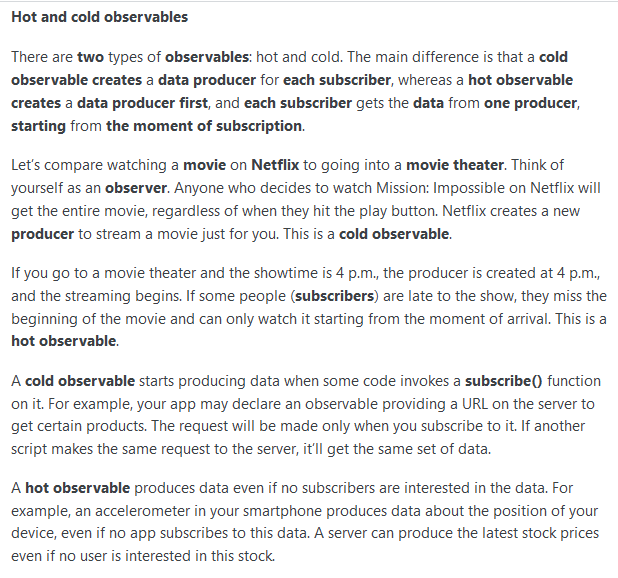 Hot and cold observables
There are two types of observables: hot and cold. The main difference is that a cold
observable creates a data producer for each subscriber, whereas a hot observable
creates a data producer first, and each subscriber gets the data from one producer,
starting from the moment of subscription.
Let's compare watching a movie on Netflix to going into a movie theater. Think of
yourself as an observer. Anyone who decides to watch Mission: Impossible on Netflix will
get the entire movie, regardless of when they hit the play button. Netflix creates a new
producer to stream a movie just for you. This is a cold observable.
If you go to a movie theater and the showtime is 4 p.m., the producer is created at 4 p.m.,
and the streaming begins. If some people (subscribers) are late to the show, they miss the
beginning of the movie and can only watch it starting from the moment of arrival. This is a
hot observable.
A cold observable starts producing data when some code invokes a subscribe() function
on it. For example, your app may declare an observable providing a URL on the server to
get certain products. The request will be made only when you subscribe to it. If another
script makes the same request to the server, it'll get the same set of data.
A hot observable produces data even if no subscribers are interested in the data. For
example, an accelerometer in your smartphone produces data about the position of your
device, even if no app subscribes to this data. A server can produce the latest stock prices
even if no user is interested in this stock.